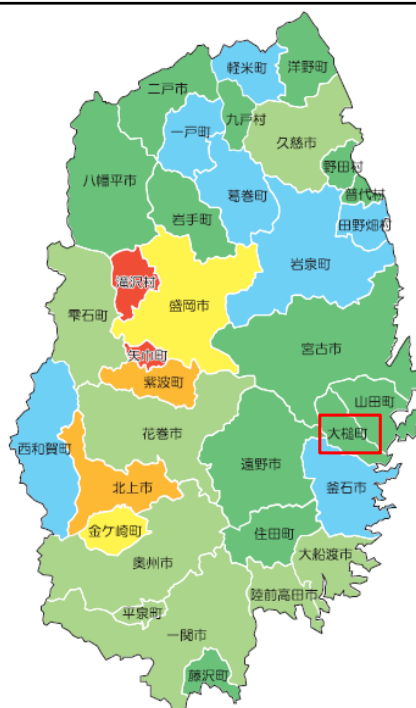 軽米町
洋野町
二戸市
九戸村
一戸町
久慈市
野田村
八幡平市
葛巻町
普代村
岩手町
田野畑村
岩泉町
滝沢村
盛岡市
雫石町
宮古市
矢巾町
紫波町
山田町
大槌町
花巻市
西和賀町
遠野市
釜石市
北上市
金ケ崎町
住田町
大船渡市
奥州市
陸前高田市
平泉町
一関市
藤沢町